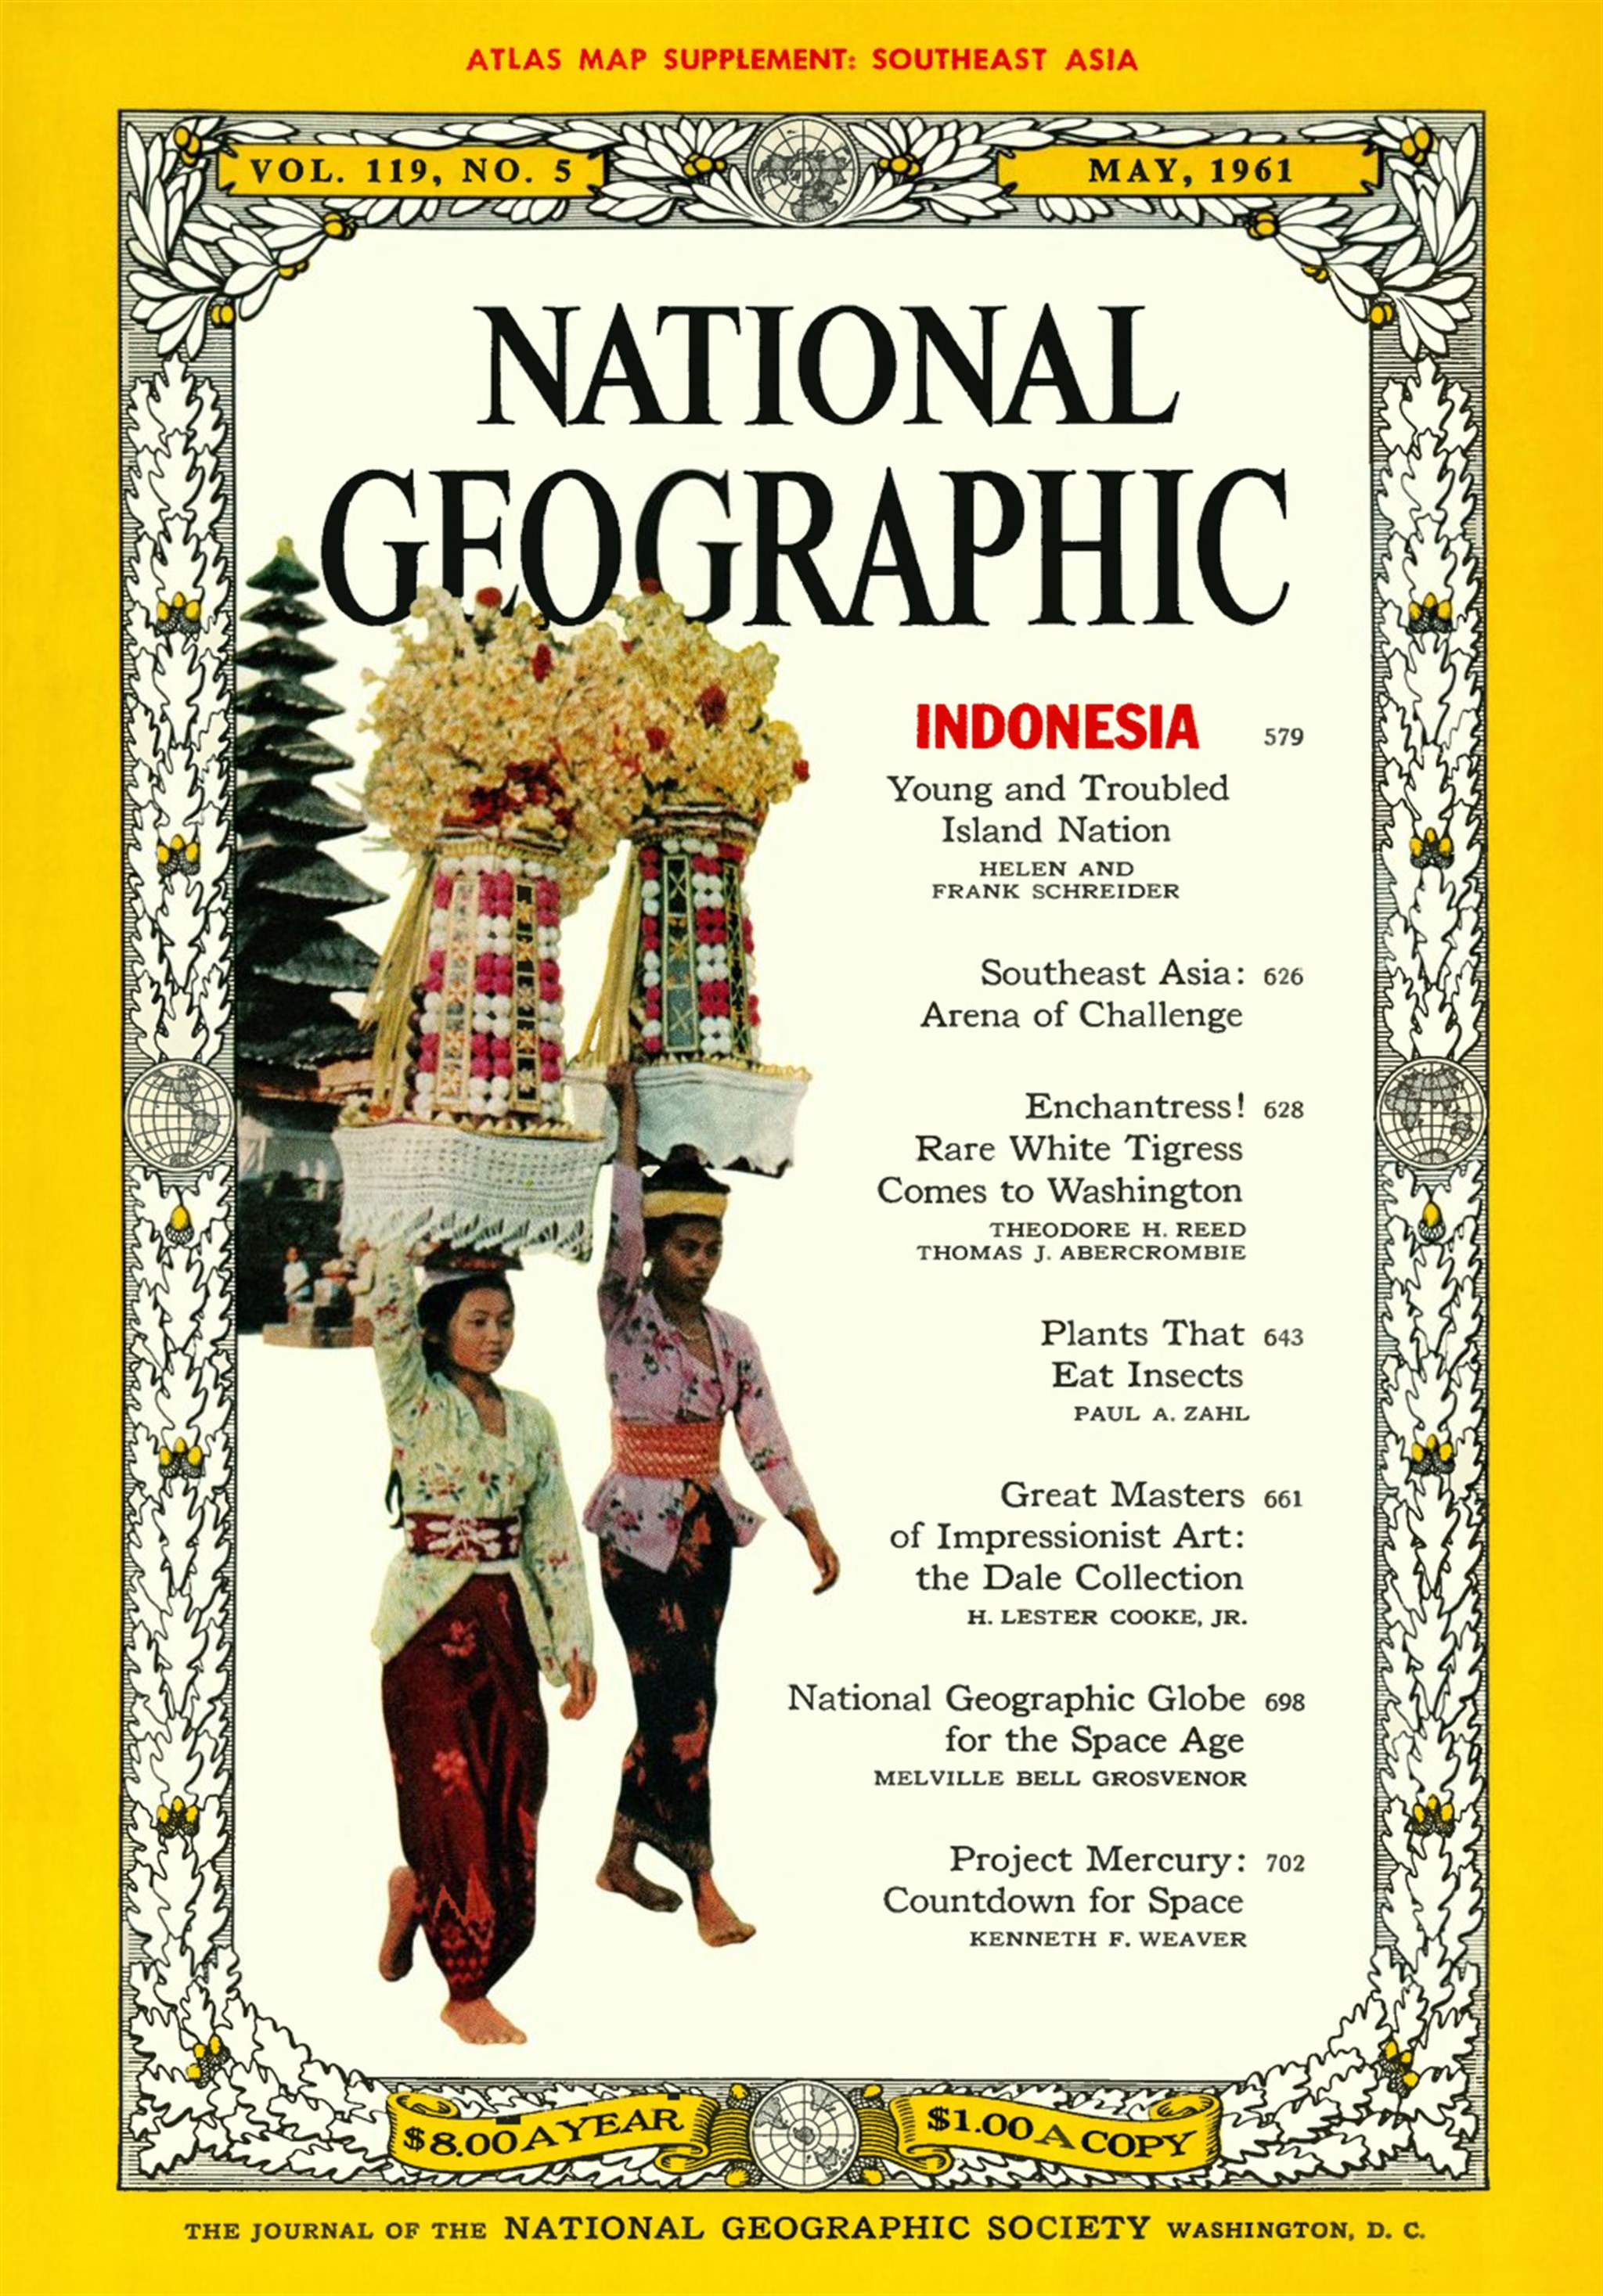 ATLAS MAP SUPPLEMENT: SOUTHEAST ASIA
VOL. 119, NO. 5
MAY, 1961
NATIONAL
GEOGRAPHIC
INDONESIA 579
Young and Troubled
Island Nation
HELEN AND
FRANK SCHREIDER
Southeast Asia: 626
Arena of Challenge
Enchantress! 628
Rare White Tigress
Comes to Washington
THEODORE H. REED
THOMAS J. ABERCROMBIE
Plants That 643
Eat Insects
PAUL A. ZAHL
Great Masters 661
of Impressionist Art:
the Dale Collection
H. LESTER COOKE, JR.
National Geographic Globe 698
for the Space Age
MELVILLE BELL GROSVENOR
Project Mercury: 702
Countdown for Space
KENNETH F. WEAVER
$8.00 A YEAR
$1.00 A COPY
THE JOURNAL OF THE NATIONAL GEOGRAPHIC SOCIETY WASHINGTON, D. C.